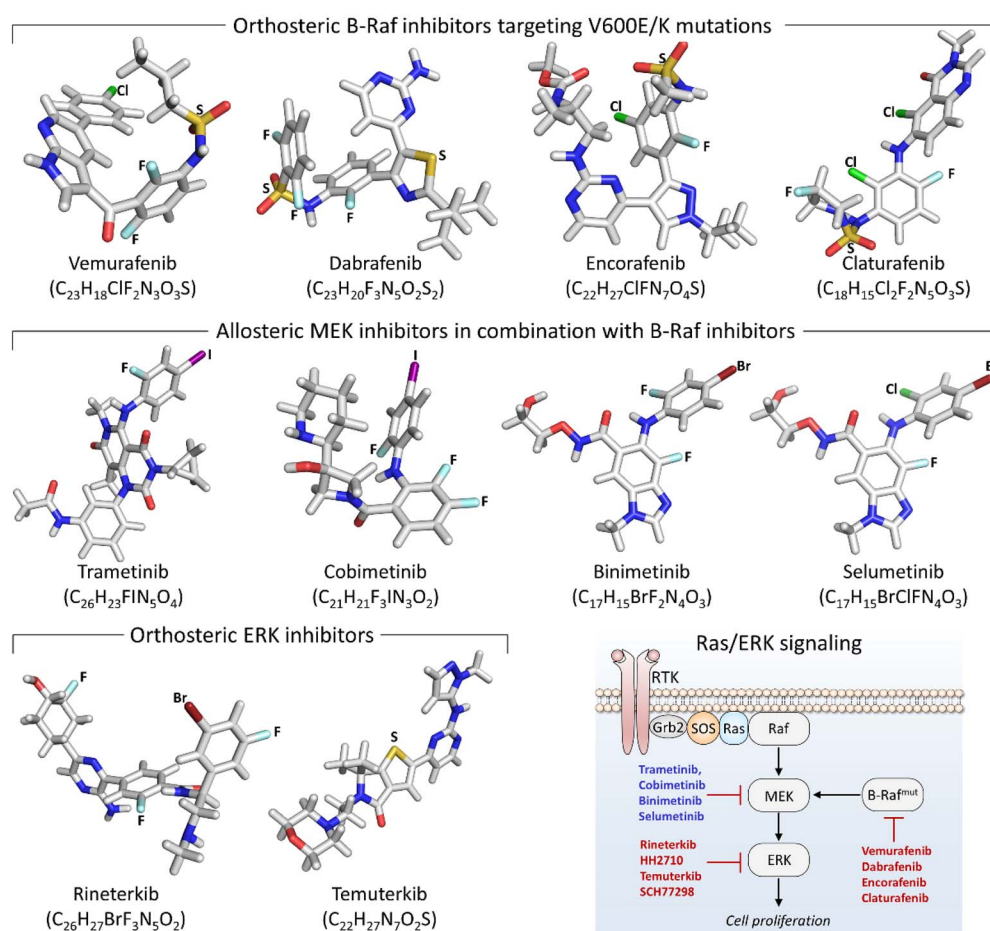 Orthosteric B-Raf inhibitors targeting V600E/K mutations
Cl
S
F
F
Vemurafenib
(C₂₃H₁₈ClF₂N₃O₃S)
F
S
F
F
S
Dabrafenib
(C₂₃H₂₀F₃N₅O₂S₂)
S
Cl
F
Encorafenib
(C₂₂H₂₇ClFN₇O₄S)
Cl
Cl
F
F
S
Claturafenib
(C₁₈H₁₅Cl₂F₂N₅O₃S)
Allosteric MEK inhibitors in combination with B-Raf inhibitors
F
I
Trametinib
(C₂₆H₂₃FIN₅O₄)
I
F
F
F
Cobimetinib
(C₂₁H₂₁F₃IN₃O₂)
Br
F
F
Binimetinib
(C₁₇H₁₅BrF₂N₄O₃)
B
Cl
F
Selumetinib
(C₁₇H₁₅BrClFN₄O₃)
Orthosteric ERK inhibitors
F
Br
F
F
Rineterkib
(C₂₆H₂₇BrF₃N₅O₂)
S
Temuterkib
(C₂₂H₂₇N₇O₂S)
Ras/ERK signaling
RTK
Grb2 SOS Ras Raf
Trametinib,
Cobimetinib
Binimetinib
Selumetinib
MEK
B-Rafᵐᵘᵗ
Rineterkib
HH2710
Temuterkib
SCH77298
ERK
Vemurafenib
Dabrafenib
Encorafenib
Claturafenib
Cell proliferation